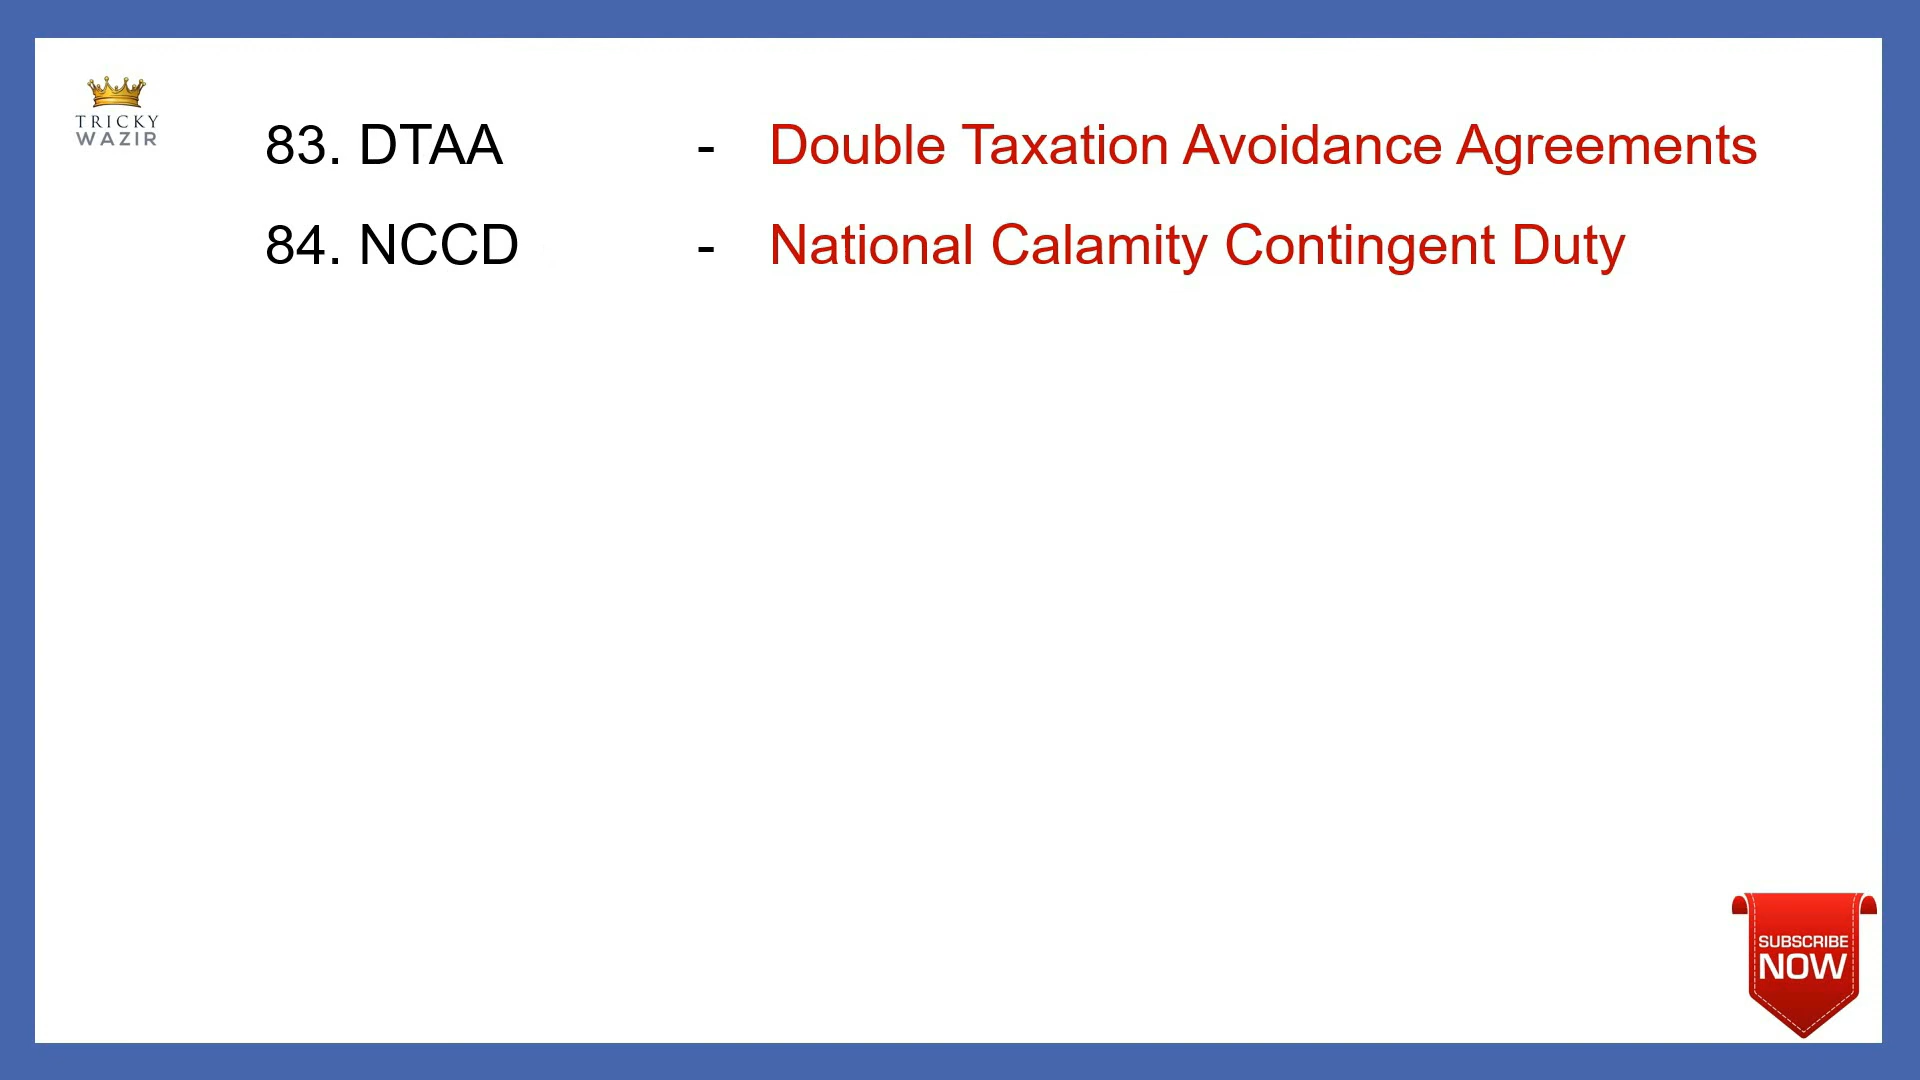 TRICKY
WAZIR
83. DTAA - Double Taxation Avoidance Agreements
84. NCCD - National Calamity Contingent Duty
SUBSCRIBE
NOW